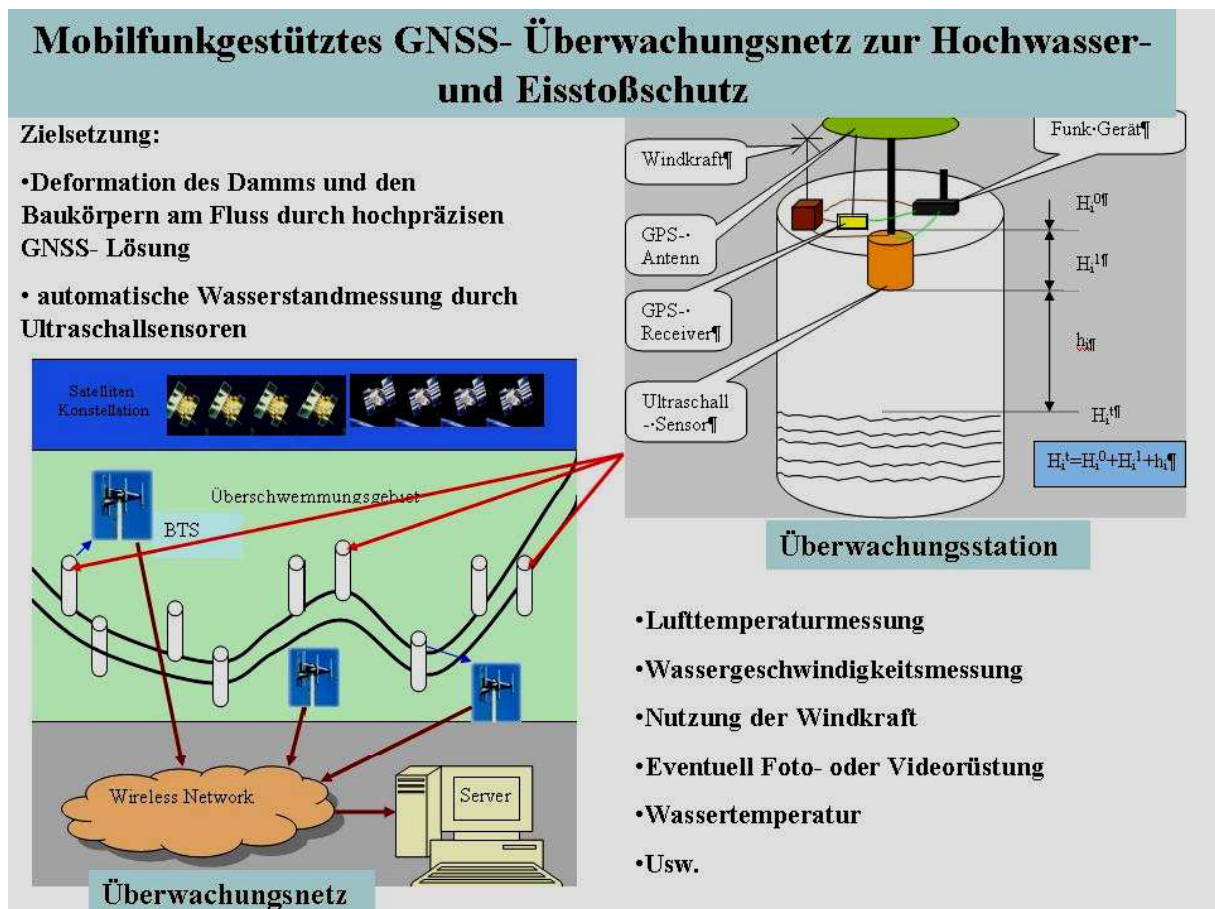 Mobilfunkgestütztes GNSS- Überwachungsnetz zur Hochwasser-
und Eisstoßschutz
Zielsetzung:
•Deformation des Damms und den
Baukörpern am Fluss durch hochpräzisen
GNSS- Lösung
• automatische Wasserstandmessung durch
Ultraschallsensoren
Satelliten
Konstellation
Überschwemmungsgebiet
BTS
Wireless Network
Server
Überwachungsnetz
Funk·Gerät¶
Windkraft¶
GPS-·
Antenn
GPS-·
Receiver¶
Ultraschall
-·Sensor¶
Hᵢ⁰¶
Hᵢ¹¶
hᵢ¶
Hᵢᵗ¶
Hᵢᵗ=Hᵢ⁰+Hᵢ¹+hᵢ¶
Überwachungsstation
•Lufttemperaturmessung
•Wassergeschwindigkeitsmessung
•Nutzung der Windkraft
•Eventuell Foto- oder Videorüstung
•Wassertemperatur
•Usw.